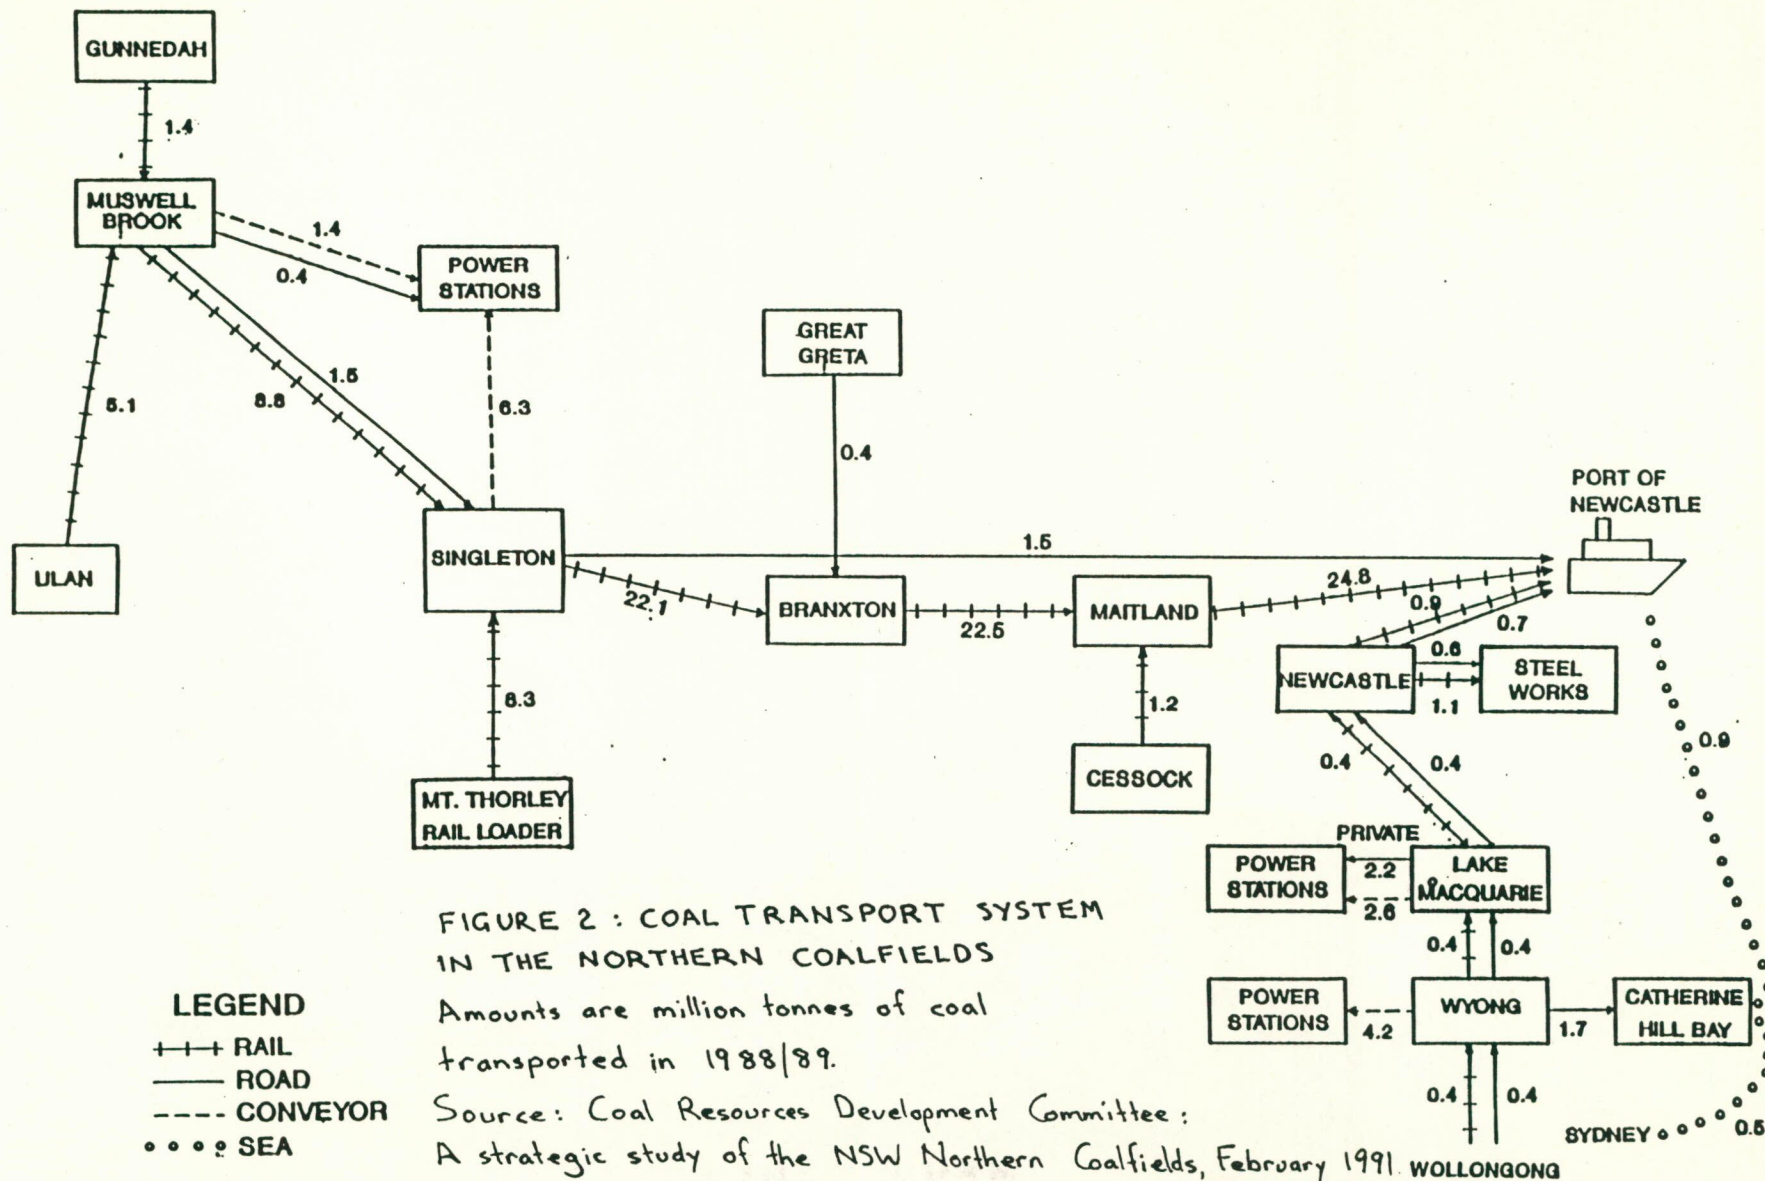 GUNNEDAH
1.4
MUSWELL
BROOK
1.4
0.4
POWER
STATIONS
5.1
1.5
8.8
6.3
GREAT
GRETA
0.4
ULAN
SINGLETON
22.1
1.5
BRANXTON
22.5
MAITLAND
24.8
PORT OF
NEWCASTLE
0.9
0.7
NEWCASTLE
0.6
1.1
STEEL
WORKS
8.3
MT. THORLEY
RAIL LOADER
1.2
CESSOCK
0.4
0.4
0.9
PRIVATE
POWER
STATIONS
2.2
2.6
LAKE
MACQUARIE
0.4
0.4
POWER
STATIONS
4.2
WYONG
1.7
CATHERINE
HILL BAY
0.4
0.4
SYDNEY
0.5
WOLLONGONG
FIGURE 2 : COAL TRANSPORT SYSTEM
IN THE NORTHERN COALFIELDS
Amounts are million tonnes of coal
transported in 1988/89.
Source: Coal Resources Development Committee:
A strategic study of the NSW Northern Coalfields, February 1991.
LEGEND
RAIL
ROAD
CONVEYOR
SEA